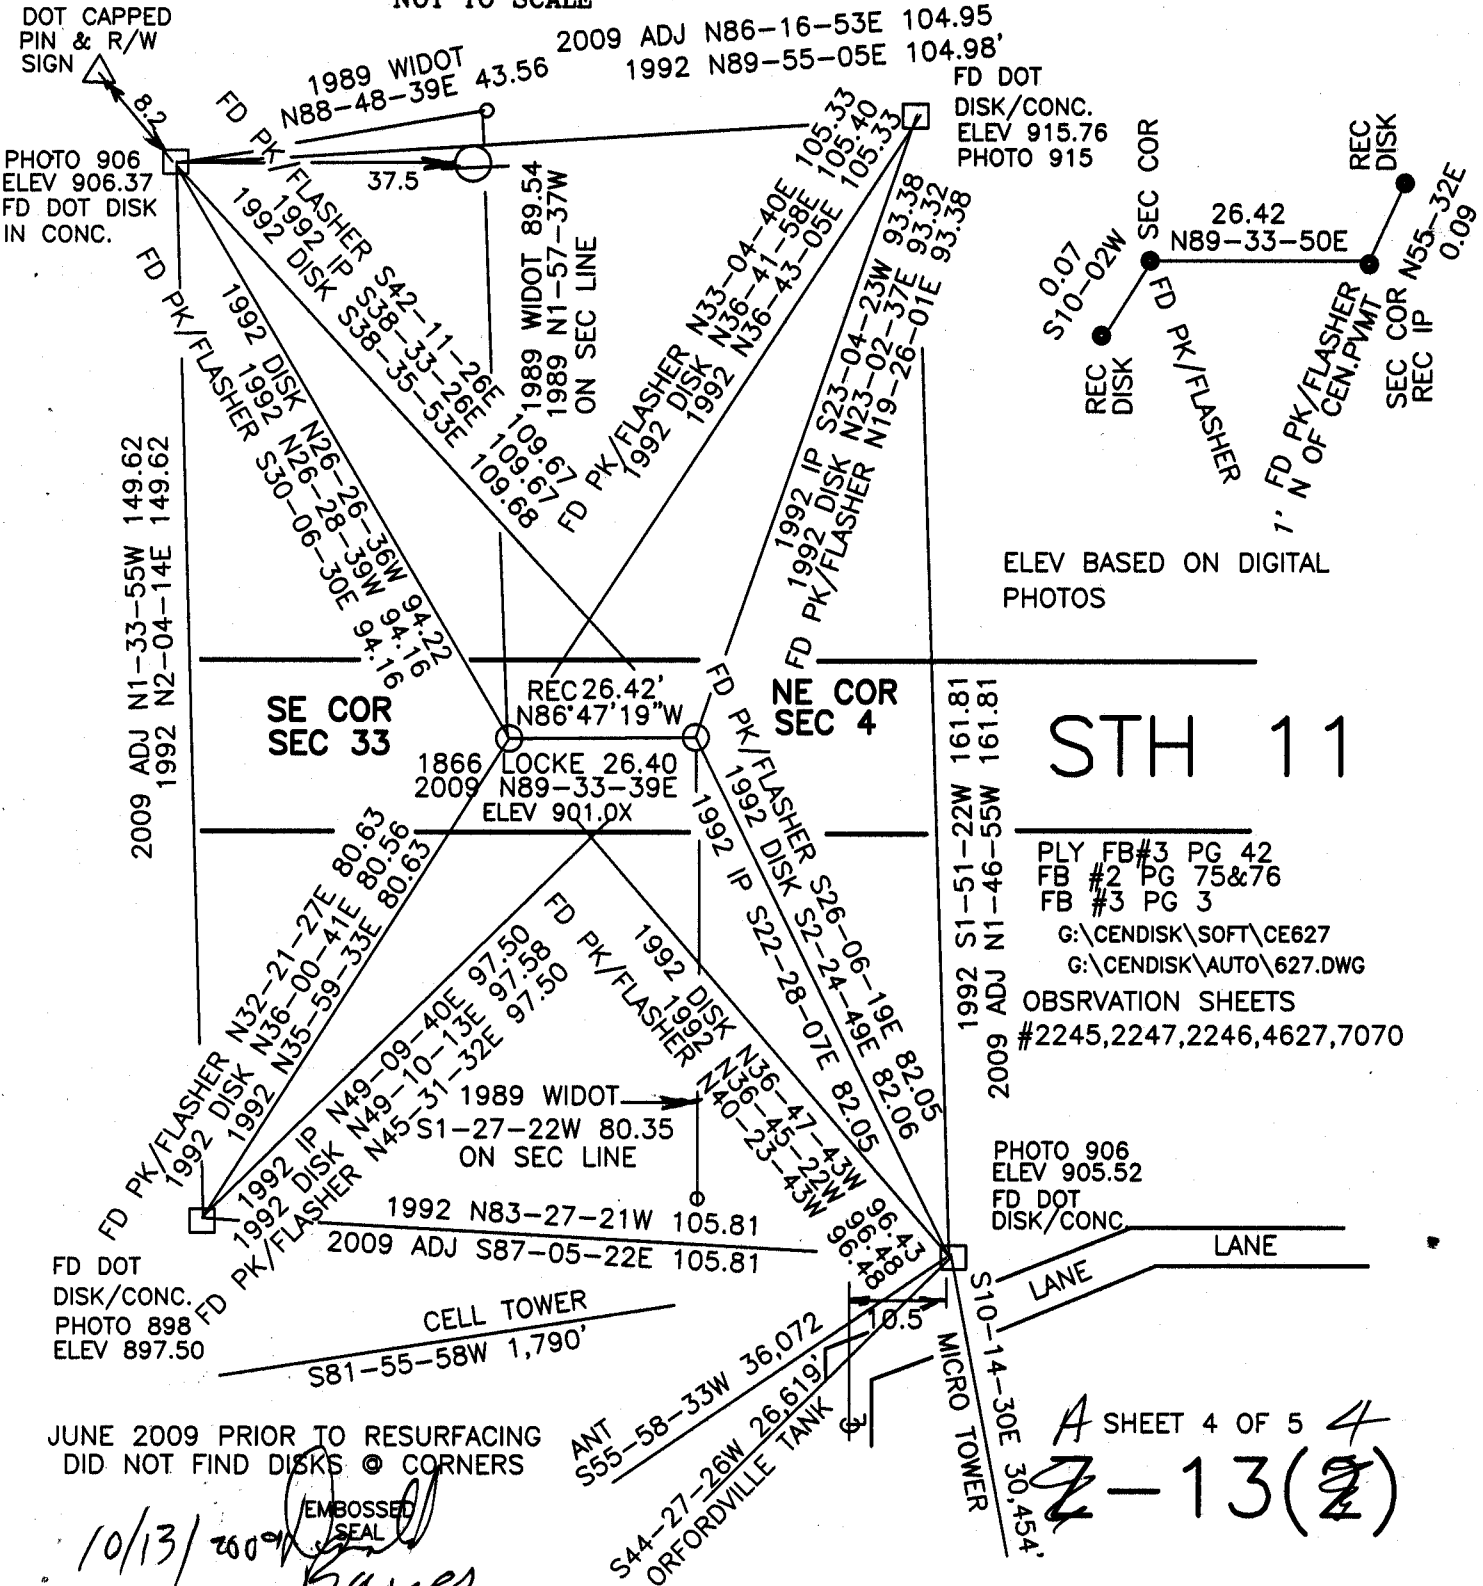 NOT TO SCALE
DOT CAPPED
PIN & R/W
SIGN
8.2
1989 WIDOT
N88-48-39E 43.56
2009 ADJ N86-16-53E 104.95
1992 N89-55-05E 104.98'
FD DOT
DISK/CONC.
ELEV 915.76
PHOTO 915
PHOTO 906
ELEV 906.37
FD DOT DISK
IN CONC.
37.5
FD PK/FLASHER S42-11-26E 109.67
1992 IP S38-33-26E 109.67
1992 DISK S38-35-53E 109.68
1989 WIDOT 89.54
1989 N1-57-37W
ON SEC LINE
FD PK/FLASHER N33-04-40E 105.33
1992 DISK N36-41-58E 105.40
1992 N36-43-05E 105.33
1992 IP S23-04-23W 93.38
1992 DISK N23-02-37E 93.32
FD PK/FLASHER N19-26-01E 93.38
SEC COR
REC
DISK
26.42
N89-33-50E
0.07
S10-02W
N55-32E
0.09
REC
DISK
FD PK/FLASHER
FD PK/FLASHER
1' N OF CEN.PVMT
SEC COR
REC IP
1992 DISK N26-26-36W 94.22
1992 N26-28-39W 94.16
FD PK/FLASHER S30-06-30E 94.16
2009 ADJ N1-33-55W 149.62
1992 N2-04-14E 149.62
ELEV BASED ON DIGITAL
PHOTOS
SE COR
SEC 33
REC 26.42'
N86°47'19"W
NE COR
SEC 4
STH 11
1866 LOCKE 26.40
2009 N89-33-39E
ELEV 901.0X
FD PK/FLASHER S26-06-19E 82.05
1992 DISK S2-24-49E 82.06
1992 IP S22-28-07E 82.05
1992 S1-51-22W 161.81
2009 ADJ N1-46-55W 161.81
PLY FB#3 PG 42
FB #2 PG 75&76
FB #3 PG 3
G:\CENDISK\SOFT\CE627
G:\CENDISK\AUTO\627.DWG
OBSRVATION SHEETS
#2245,2247,2246,4627,7070
FD PK/FLASHER N32-21-27E 80.63
1992 DISK N36-00-41E 80.56
1992 N35-59-33E 80.63
1992 IP N49-09-40E 97.50
1992 DISK N49-10-13E 97.58
FD PK/FLASHER N45-31-32E 97.50
1992 DISK N36-47-43W 96.43
1992 N36-45-22W 96.48
FD PK/FLASHER N40-23-43W 96.48
1989 WIDOT
S1-27-22W 80.35
ON SEC LINE
PHOTO 906
ELEV 905.52
FD DOT
DISK/CONC
1992 N83-27-21W 105.81
2009 ADJ S87-05-22E 105.81
FD DOT
DISK/CONC.
PHOTO 898
ELEV 897.50
CELL TOWER
S81-55-58W 1,790'
10.5
LANE
LANE
ANT
S55-58-33W 36,072
S44-27-26W 26,619'
ORFORDVILLE TANK
S10-14-30E 30,454'
MICRO TOWER
JUNE 2009 PRIOR TO RESURFACING
DID NOT FIND DISKS @ CORNERS
EMBOSSED
SEAL
10/13/2009
A SHEET 4 OF 5 4
Z-13(2)